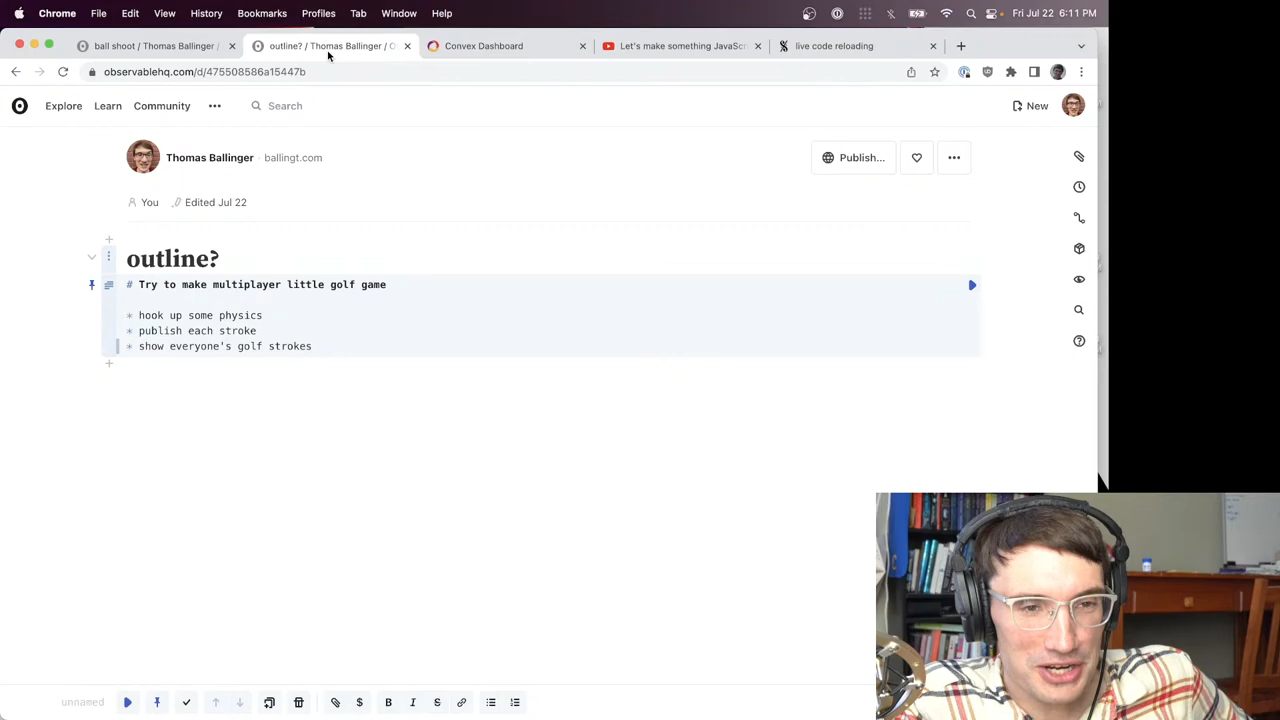 Chrome File Edit View History Bookmarks Profiles Tab Window Help Fri Jul 22 6:11 PM
ball shoot / Thomas Ballinger / outline? / Thomas Ballinger / O Convex Dashboard Let's make something JavaScr live code reloading
observablehq.com/d/475508586a15447b
Explore Learn Community Search New
Thomas Ballinger · ballingt.com Publish...
You Edited Jul 22
outline?
# Try to make multiplayer little golf game
* hook up some physics
* publish each stroke
* show everyone's golf strokes
unnamed $ B I S